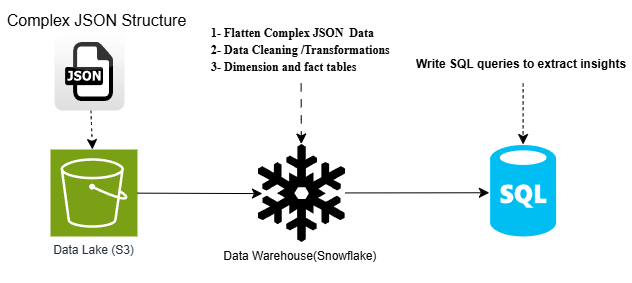 Complex JSON Structure
JSON
Data Lake (S3)
1- Flatten Complex JSON Data
2- Data Cleaning /Transformations
3- Dimension and fact tables
Data Warehouse(Snowflake)
Write SQL queries to extract insights
SQL